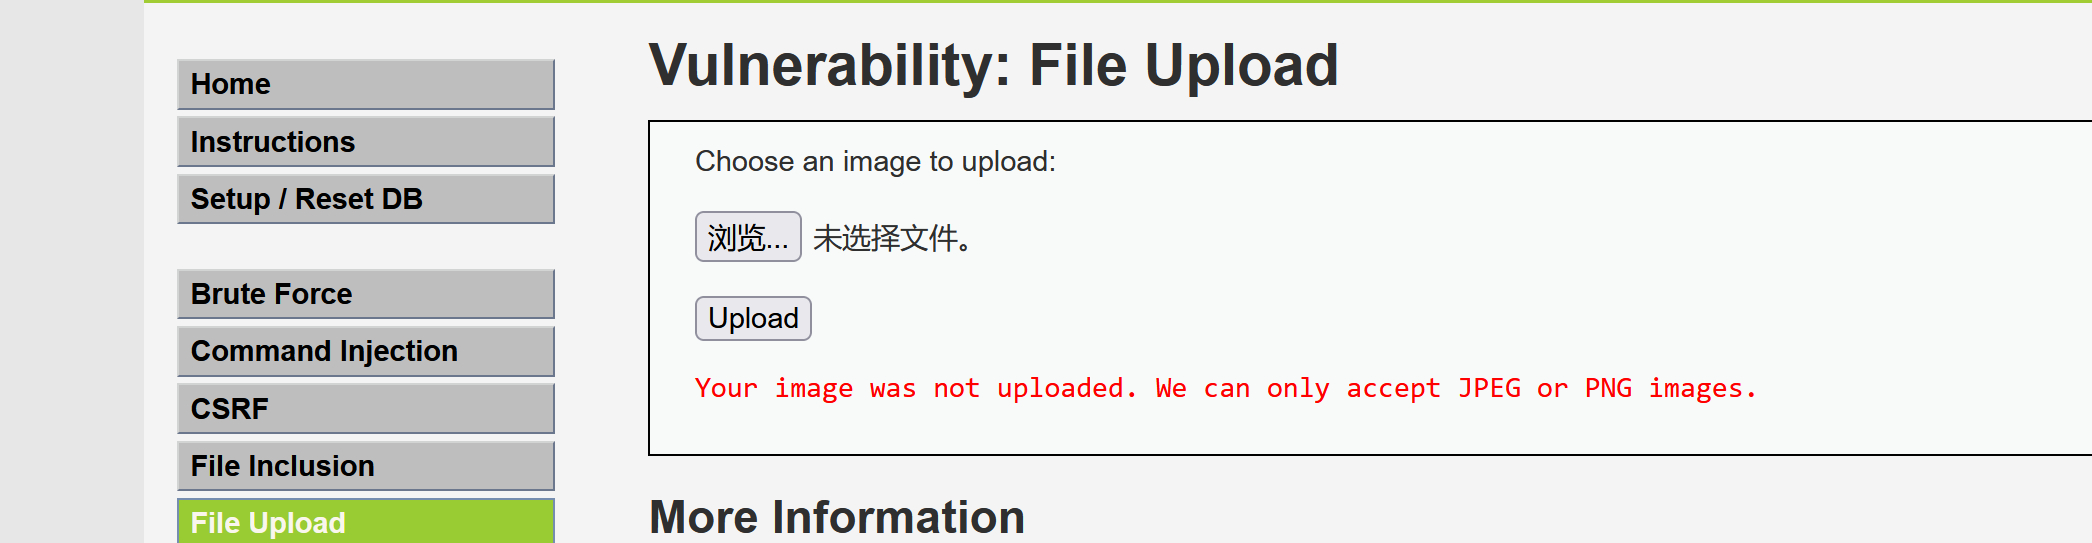 Home
Instructions
Setup / Reset DB
Brute Force
Command Injection
CSRF
File Inclusion
File Upload
Vulnerability: File Upload
Choose an image to upload:
浏览... 未选择文件。
Upload
Your image was not uploaded. We can only accept JPEG or PNG images.
More Information